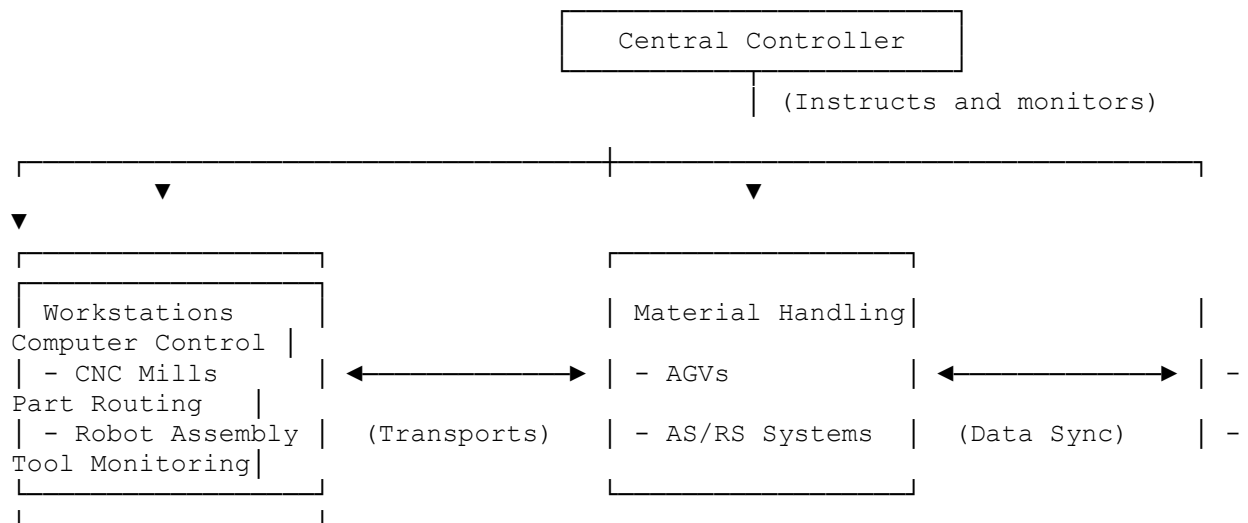 Central Controller
(Instructs and monitors)
Workstations Material Handling
Computer Control
- CNC Mills - AGVs -
Part Routing
- Robot Assembly (Transports) - AS/RS Systems (Data Sync) -
Tool Monitoring